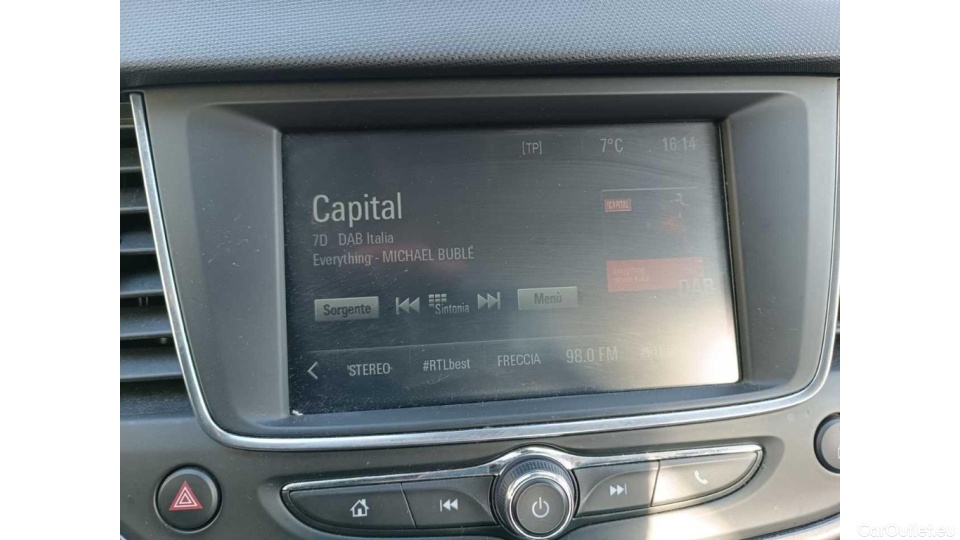 [TP] 7°C 16:14
Capital
CAPITAL
7D DAB Italia
Everything - MICHAEL BUBLÉ
DAB
Sorgente Sintonia Menù
STEREO #RTLbest FRECCIA 98.0 FM
CarOutlet.eu